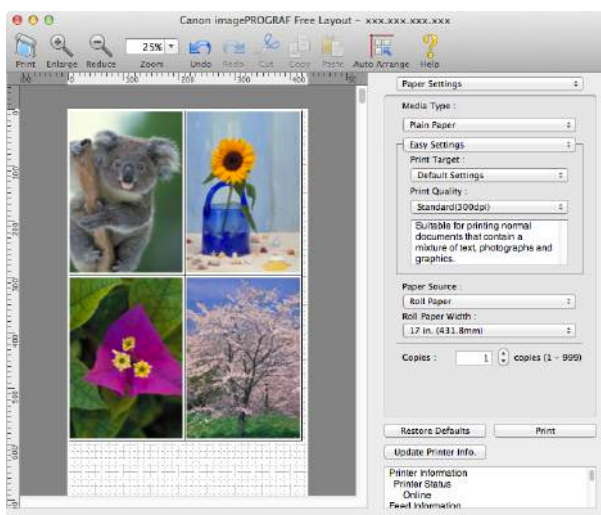 Canon imagePROGRAF Free Layout – xxx.xxx.xxx.xxx
25%
Print Enlarge Reduce Zoom Undo Redo Cut Copy Paste Auto Arrange Help
Paper Settings
Media Type :
Plain Paper
Easy Settings
Print Target :
Default Settings
Print Quality :
Standard(300dpi)
Suitable for printing normal
documents that contain a
mixture of text, photographs and
graphics.
Paper Source :
Roll Paper
Roll Paper Width :
17 in. (431.8mm)
Copies : 1 copies (1 – 999)
Restore Defaults Print
Update Printer Info.
Printer Information
Printer Status
Online
Feed Information